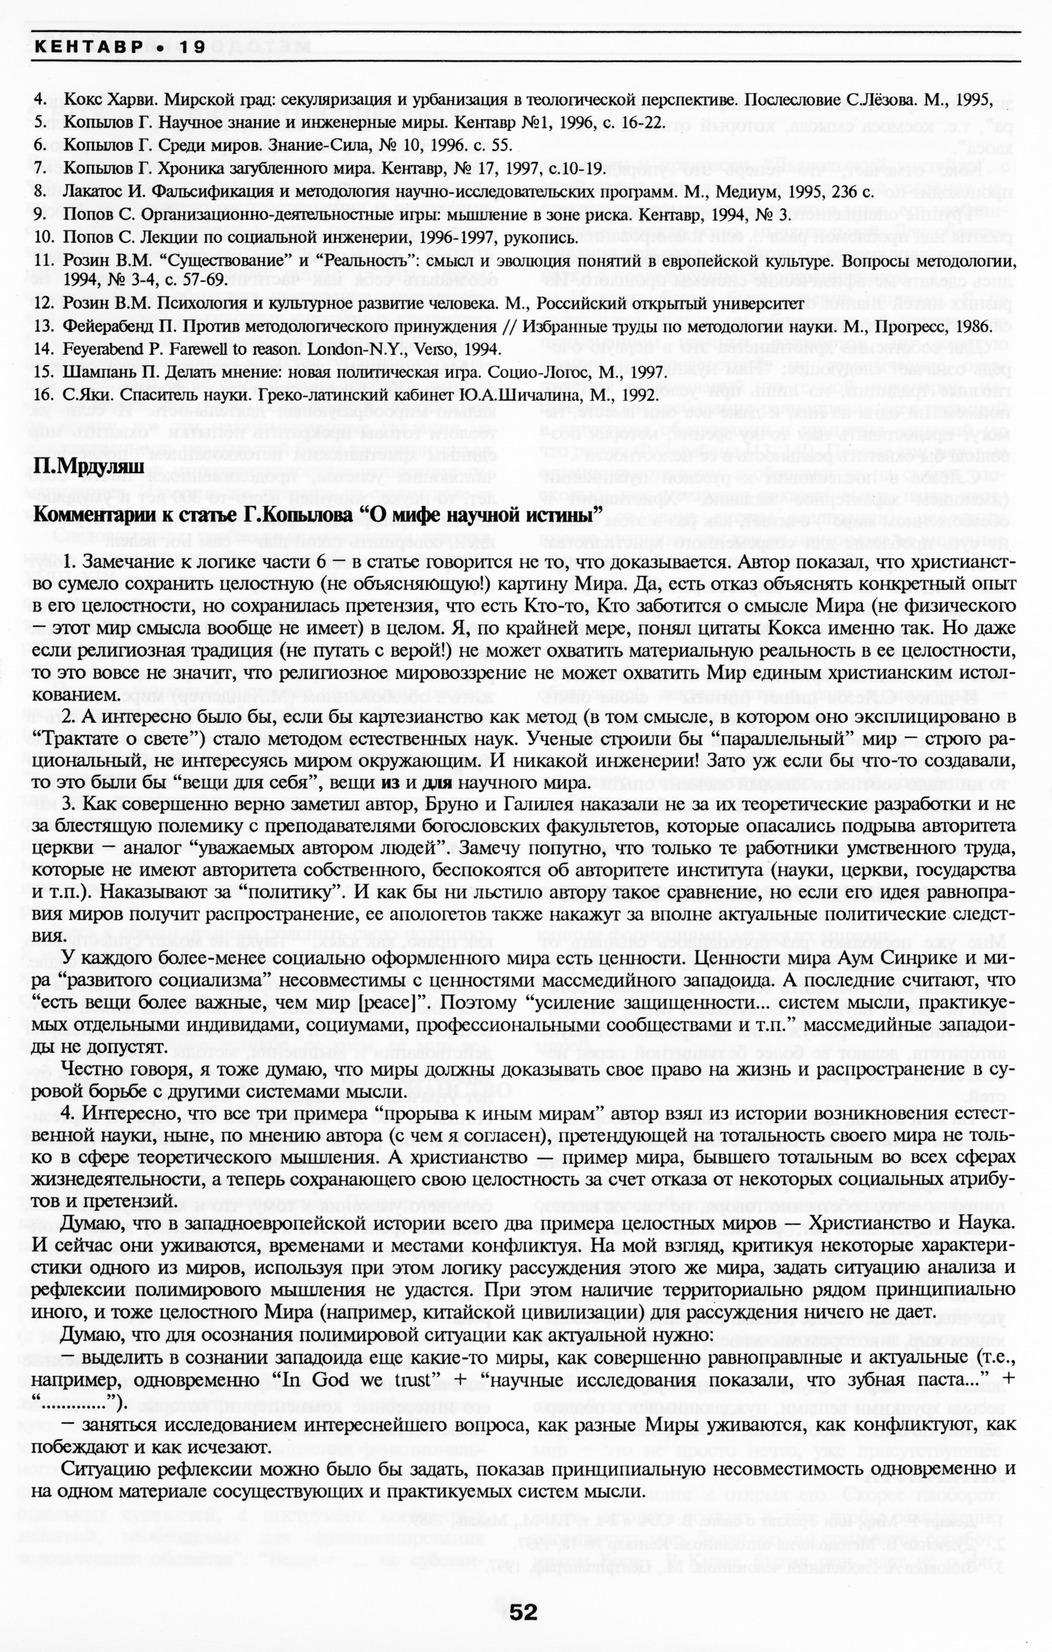 КЕНТАВР • 19
4. Кокс Харви. Мирской град: секуляризация и урбанизация в теологической перспективе. Послесловие С.Лёзова. М., 1995,
5. Копылов Г. Научное знание и инженерные миры. Кентавр №1, 1996, с. 16-22.
6. Копылов Г. Среди миров. Знание-Сила, № 10, 1996. с. 55.
7. Копылов Г. Хроника загубленного мира. Кентавр, № 17, 1997, с.10-19.
8. Лакатос И. Фальсификация и методология научно-исследовательских программ. М., Медиум, 1995, 236 с.
9. Попов С. Организационно-деятельностные игры: мышление в зоне риска. Кентавр, 1994, № 3.
10. Попов С. Лекции по социальной инженерии, 1996-1997, рукопись.
11. Розин В.М. “Существование” и “Реальность”: смысл и эволюция понятий в европейской культуре. Вопросы методологии,
1994, № 3-4, с. 57-69.
12. Розин В.М. Психология и культурное развитие человека. М., Российский открытый университет
13. Фейерабенд П. Против методологического принуждения // Избранные труды по методологии науки. М., Прогресс, 1986.
14. Feyerabend P. Farewell to reason. London-N.Y., Verso, 1994.
15. Шампань П. Делать мнение: новая политическая игра. Социо-Логос, М., 1997.
16. С.Яки. Спаситель науки. Греко-латинский кабинет Ю.А.Шичалина, М., 1992.
П.Мрдуляш
Комментарии к статье Г.Копылова “О мифе научной истины”
1. Замечание к логике части 6 — в статье говорится не то, что доказывается. Автор показал, что христианст-
во сумело сохранить целостную (не объясняющую!) картину Мира. Да, есть отказ объяснять конкретный опыт
в его целостности, но сохранилась претензия, что есть Кто-то, Кто заботится о смысле Мира (не физического
— этот мир смысла вообще не имеет) в целом. Я, по крайней мере, понял цитаты Кокса именно так. Но даже
если религиозная традиция (не путать с верой!) не может охватить материальную реальность в ее целостности,
то это вовсе не значит, что религиозное мировоззрение не может охватить Мир единым христианским истол-
кованием.
2. А интересно было бы, если бы картезианство как метод (в том смысле, в котором оно эксплицировано в
“Трактате о свете”) стало методом естественных наук. Ученые строили бы “параллельный” мир — строго ра-
циональный, не интересуясь миром окружающим. И никакой инженерии! Зато уж если бы что-то создавали,
то это были бы “вещи для себя”, вещи из и для научного мира.
3. Как совершенно верно заметил автор, Бруно и Галилея наказали не за их теоретические разработки и не
за блестящую полемику с преподавателями богословских факультетов, которые опасались подрыва авторитета
церкви — аналог “уважаемых автором людей”. Замечу попутно, что только те работники умственного труда,
которые не имеют авторитета собственного, беспокоятся об авторитете института (науки, церкви, государства
и т.п.). Наказывают за “политику”. И как бы ни льстило автору такое сравнение, но если его идея равнопра-
вия миров получит распространение, ее апологетов также накажут за вполне актуальные политические следст-
вия.
У каждого более-менее социально оформленного мира есть ценности. Ценности мира Аум Синрике и ми-
ра “развитого социализма” несовместимы с ценностями массмедийного западоида. А последние считают, что
“есть вещи более важные, чем мир [peace]”. Поэтому “усиление защищенности... систем мысли, практикуе-
мых отдельными индивидами, социумами, профессиональными сообществами и т.п.” массмедийные западои-
ды не допустят.
Честно говоря, я тоже думаю, что миры должны доказывать свое право на жизнь и распространение в су-
ровой борьбе с другими системами мысли.
4. Интересно, что все три примера “прорыва к иным мирам” автор взял из истории возникновения естест-
венной науки, ныне, по мнению автора (с чем я согласен), претендующей на тотальность своего мира не толь-
ко в сфере теоретического мышления. А христианство — пример мира, бывшего тотальным во всех сферах
жизнедеятельности, а теперь сохранающего свою целостность за счет отказа от некоторых социальных атрибу-
тов и претензий.
Думаю, что в западноевропейской истории всего два примера целостных миров — Христианство и Наука.
И сейчас они уживаются, временами и местами конфликтуя. На мой взгляд, критикуя некоторые характери-
стики одного из миров, используя при этом логику рассуждения этого же мира, задать ситуацию анализа и
рефлексии полимирового мышления не удастся. При этом наличие территориально рядом принципиально
иного, и тоже целостного Мира (например, китайской цивилизации) для рассуждения ничего не дает.
Думаю, что для осознания полимировой ситуации как актуальной нужно:
— выделить в сознании западоида еще какие-то миры, как совершенно равноправные и актуальные (т.е.,
например, одновременно “In God we trust” + “научные исследования показали, что зубная паста...” +
“............”).
— заняться исследованием интереснейшего вопроса, как разные Миры уживаются, как конфликтуют, как
побеждают и как исчезают.
Ситуацию рефлексии можно было бы задать, показав принципиальную несовместимость одновременно и
на одном материале сосуществующих и практикуемых систем мысли.
52